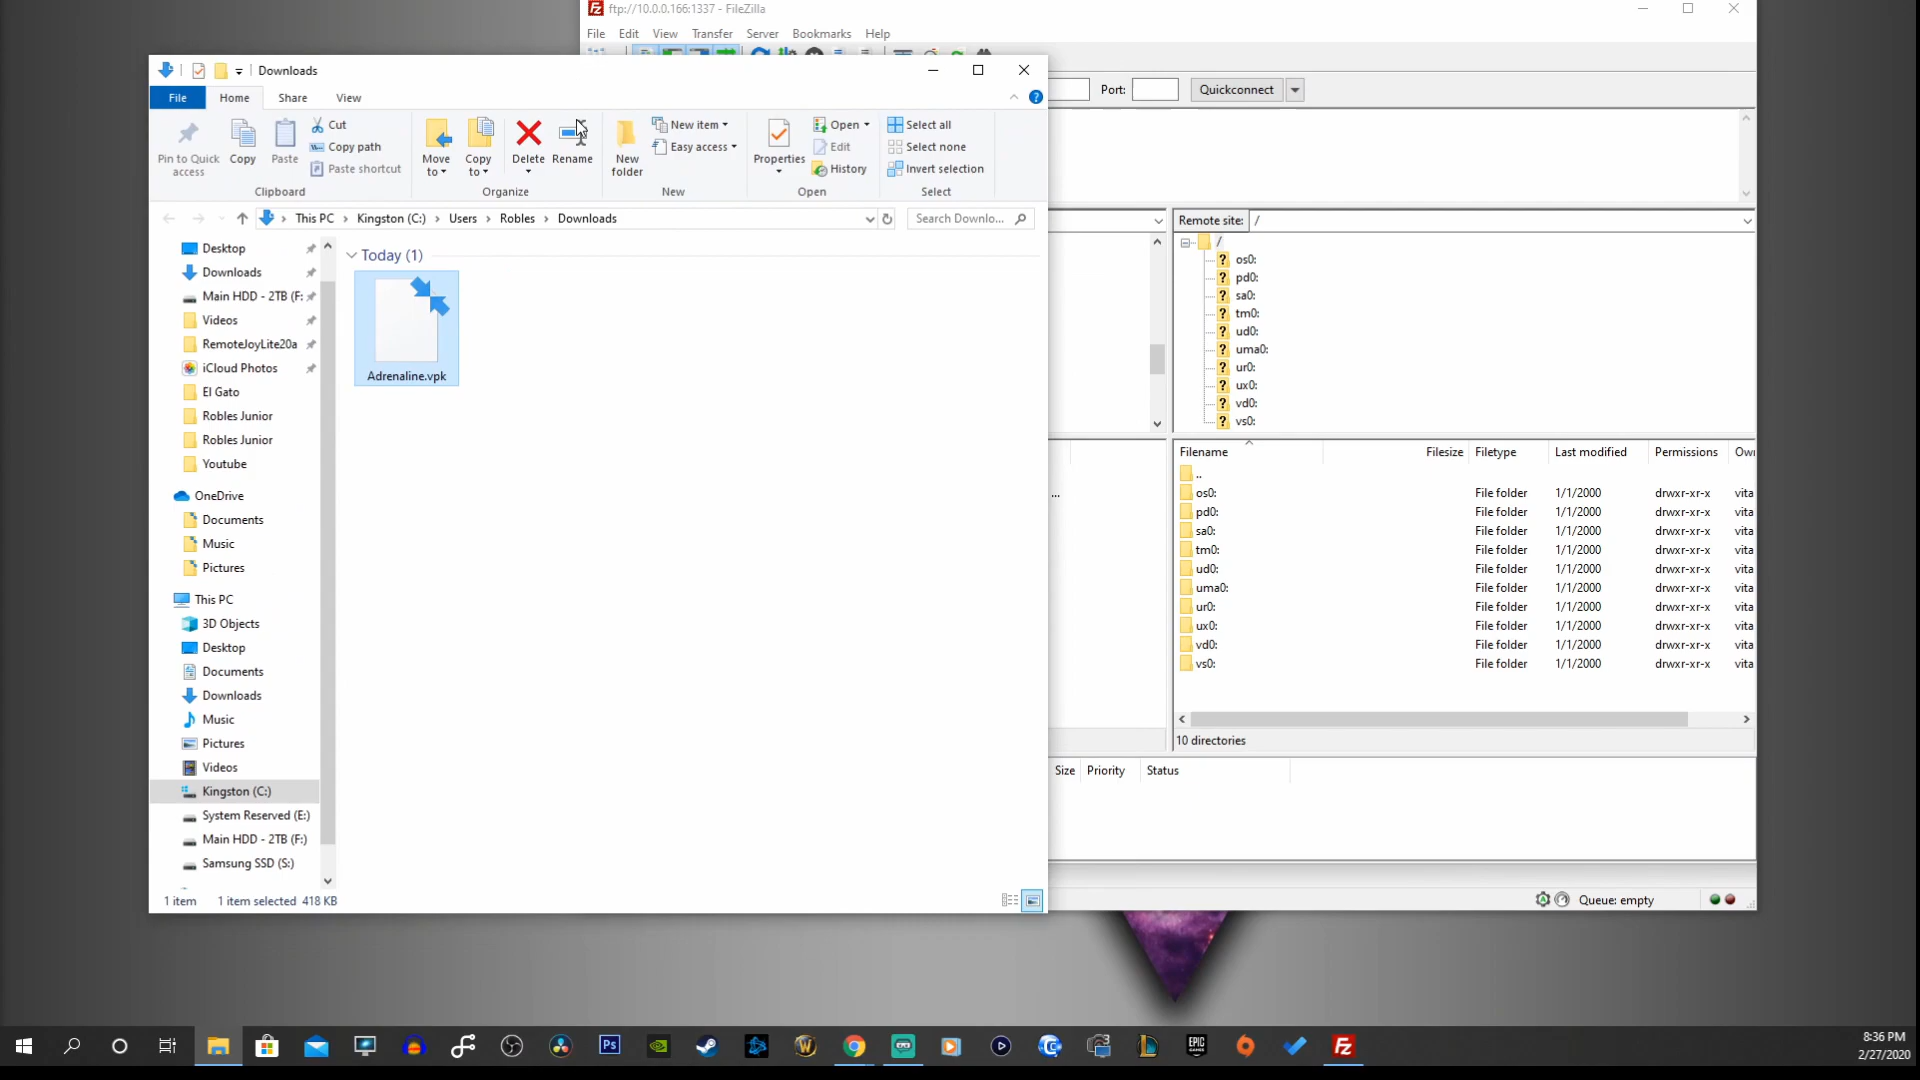 ftp://10.0.0.166:1337 - FileZilla
File Edit View Transfer Server Bookmarks Help
Port: Quickconnect
Downloads
File Home Share View
Pin to Quick access
Copy
Paste
Cut
Copy path
Paste shortcut
Move to
Copy to
Delete
Rename
New folder
New item
Easy access
Properties
Open
Edit
History
Select all
Select none
Invert selection
Clipboard Organize New Open Select
This PC Kingston (C:) Users Robles Downloads
Search Downlo...
Desktop
Downloads
Main HDD - 2TB (F:
Videos
RemoteJoyLite20a
iCloud Photos
El Gato
Robles Junior
Robles Junior
Youtube
OneDrive
Documents
Music
Pictures
This PC
3D Objects
Desktop
Documents
Downloads
Music
Pictures
Videos
Kingston (C:)
System Reserved (E:)
Main HDD - 2TB (F:)
Samsung SSD (S:)
Today (1)
Adrenaline.vpk
1 item 1 item selected 418 KB
Remote site: /
/
os0:
pd0:
sa0:
tm0:
ud0:
uma0:
ur0:
ux0:
vd0:
vs0:
...
Filename Filesize Filetype Last modified Permissions Ow
..
os0: File folder 1/1/2000 drwxr-xr-x vita
pd0: File folder 1/1/2000 drwxr-xr-x vita
sa0: File folder 1/1/2000 drwxr-xr-x vita
tm0: File folder 1/1/2000 drwxr-xr-x vita
ud0: File folder 1/1/2000 drwxr-xr-x vita
uma0: File folder 1/1/2000 drwxr-xr-x vita
ur0: File folder 1/1/2000 drwxr-xr-x vita
ux0: File folder 1/1/2000 drwxr-xr-x vita
vd0: File folder 1/1/2000 drwxr-xr-x vita
vs0: File folder 1/1/2000 drwxr-xr-x vita
10 directories
Size Priority Status
Queue: empty
Ps
EPIC GAMES
Fz
8:36 PM
2/27/2020